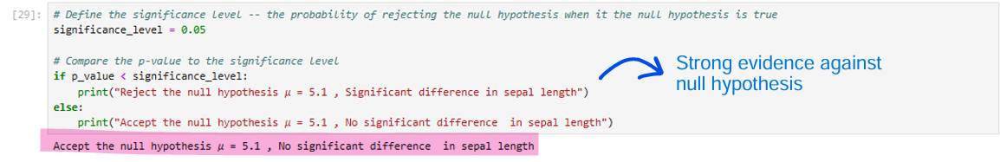 [29]:
# Define the significance level -- the probability of rejecting the null hypothesis when it the null hypothesis is true
significance_level = 0.05
# Compare the p-value to the significance level
if p_value < significance_level:
    print("Reject the null hypothesis μ = 5.1 , Significant difference in sepal length")
else:
    print("Accept the null hypothesis μ = 5.1 , No significant difference  in sepal length")
Strong evidence against
null hypothesis
Accept the null hypothesis μ = 5.1 , No significant difference  in sepal length